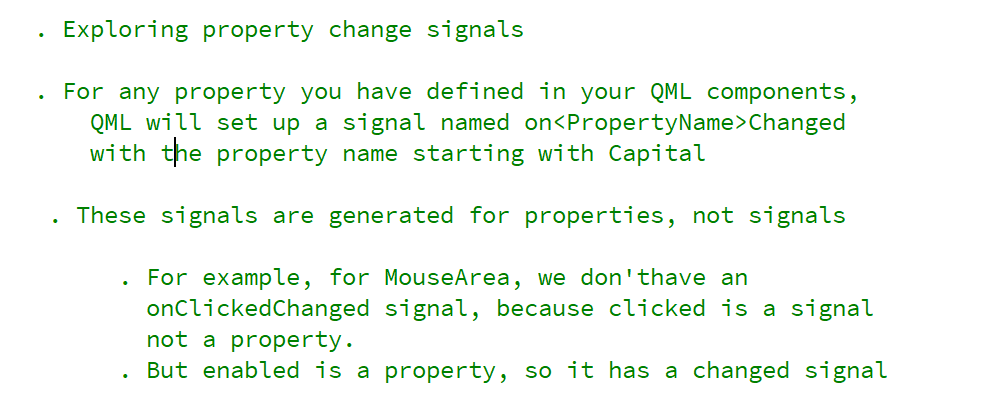 . Exploring property change signals
. For any property you have defined in your QML components,
QML will set up a signal named on<PropertyName>Changed
with the property name starting with Capital
. These signals are generated for properties, not signals
. For example, for MouseArea, we don'thave an
onClickedChanged signal, because clicked is a signal
not a property.
. But enabled is a property, so it has a changed signal